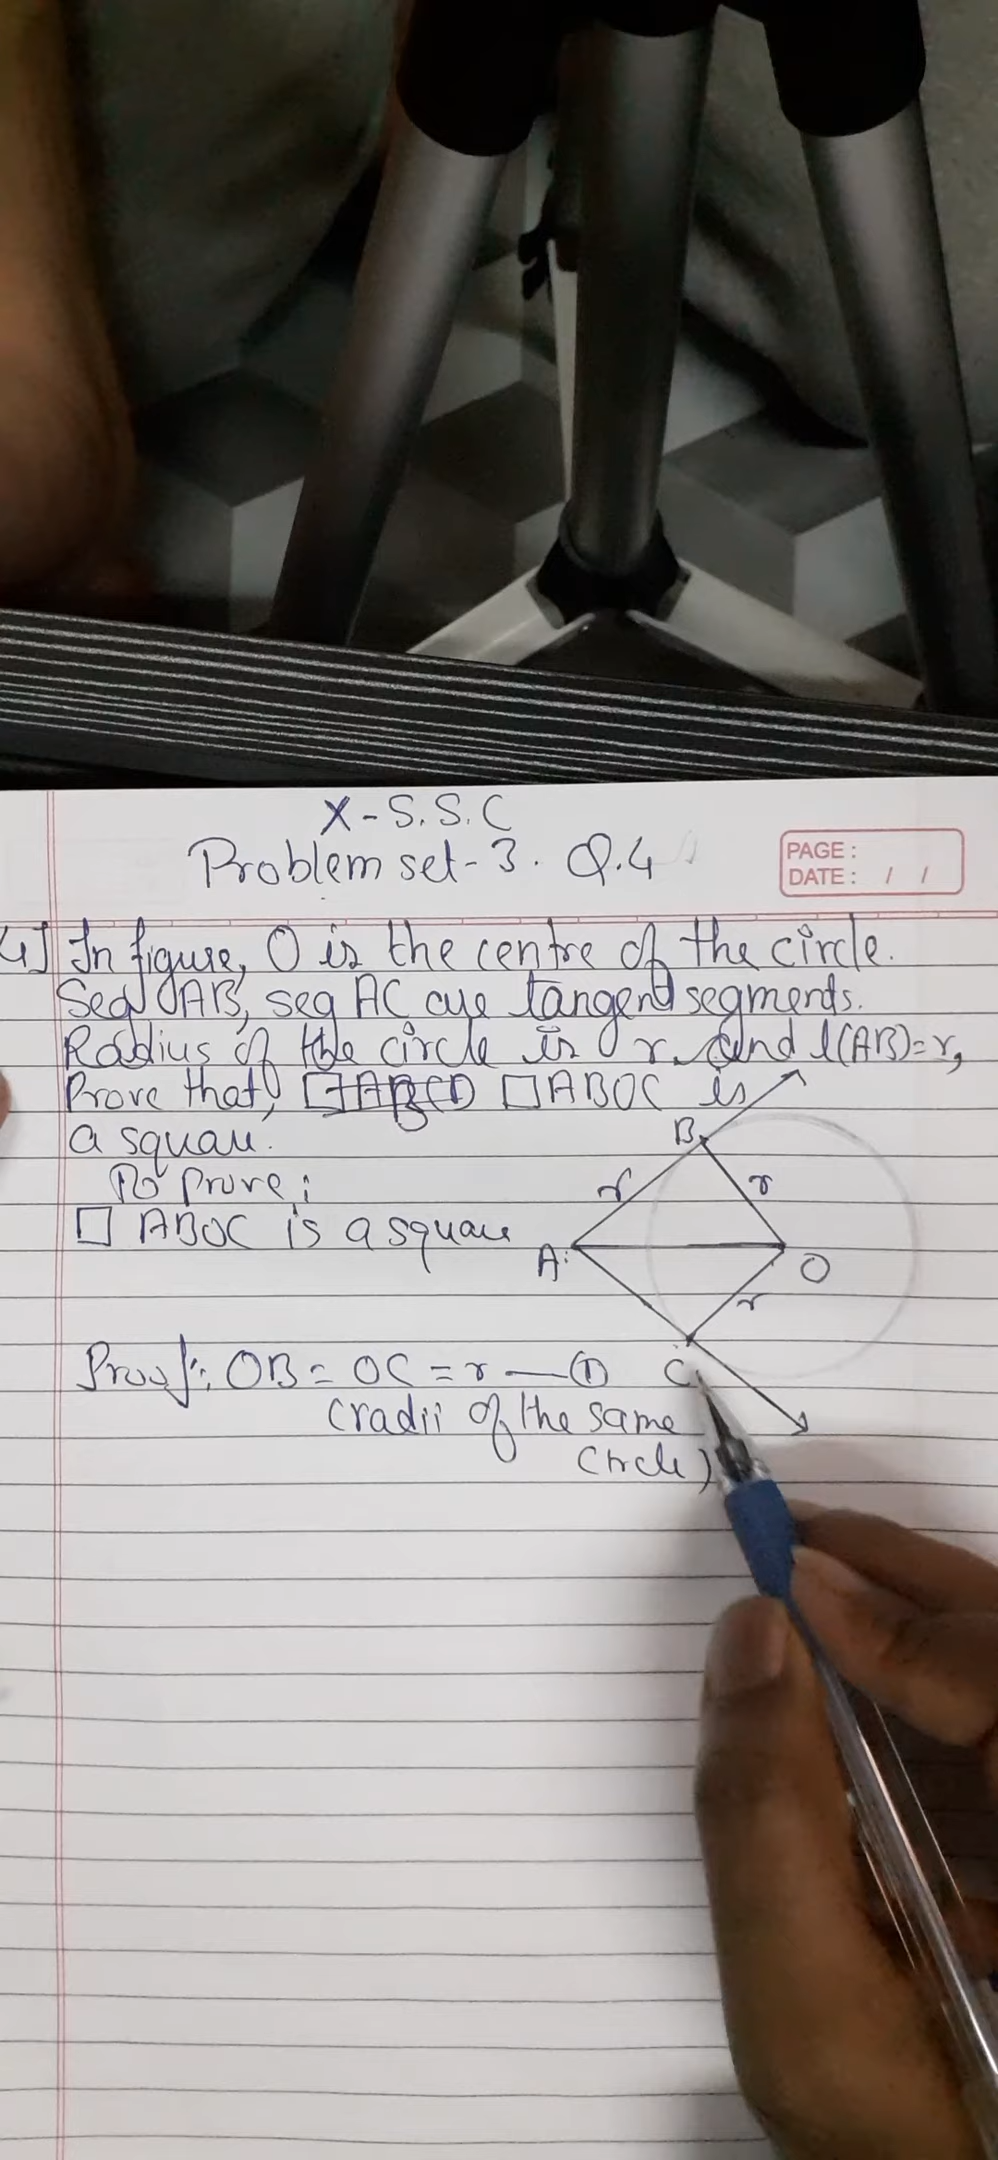 X - S.S.C
Problem set-3. Q.4
PAGE :
DATE : / /
4] In figure, O is the centre of the circle.
Seg AB, seg AC are tangent segments.
Radius of the circle is r and l(AB)=r,
Prove that, □ABCD □ABOC is
a square.
To prove:
□ ABOC is a square
B
r
r
A
O
r
C
Proof: OB = OC = r — ①
(radii of the same
circle)